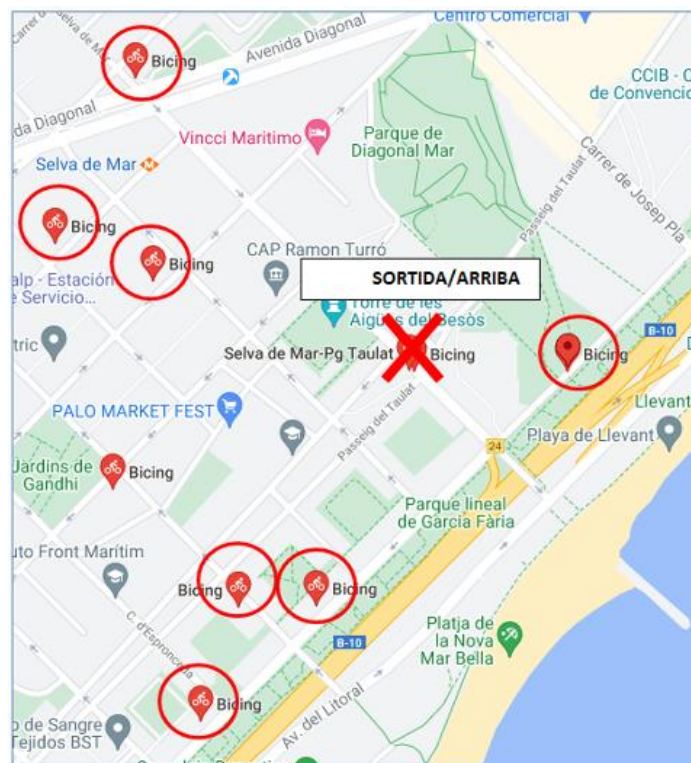 Centro Comercial
Selva de Mar
Avenida Diagonal
Bicing
CCIB - C
de Convenció
da Diagonal
Vincci Maritimo
Parque de
Diagonal Mar
Selva de Mar
Passeig del Taulat
Carrer de Josep Pla
Bicing
Bicing
CAP Ramon Turró
alp - Estación
e Servicio...
SORTIDA/ARRIBA
Torre de les
Aigües del Besòs
B-10
tric
Selva de Mar-Pg Taulat
Bicing
Bicing
D
Llevant
PALO MARKET FEST
Passeig del Taulat
24
Playa de Llevant
Jardins de
Gandhi
Bicing
Parque lineal
de García Fària
uto Front Marítim
Bicing
Bicing
C. d'Espronceda
B-10
Platja de
la Nova
Mar Bella
Bicing
o de Sangre
Tejidos BST
Av. del Litoral